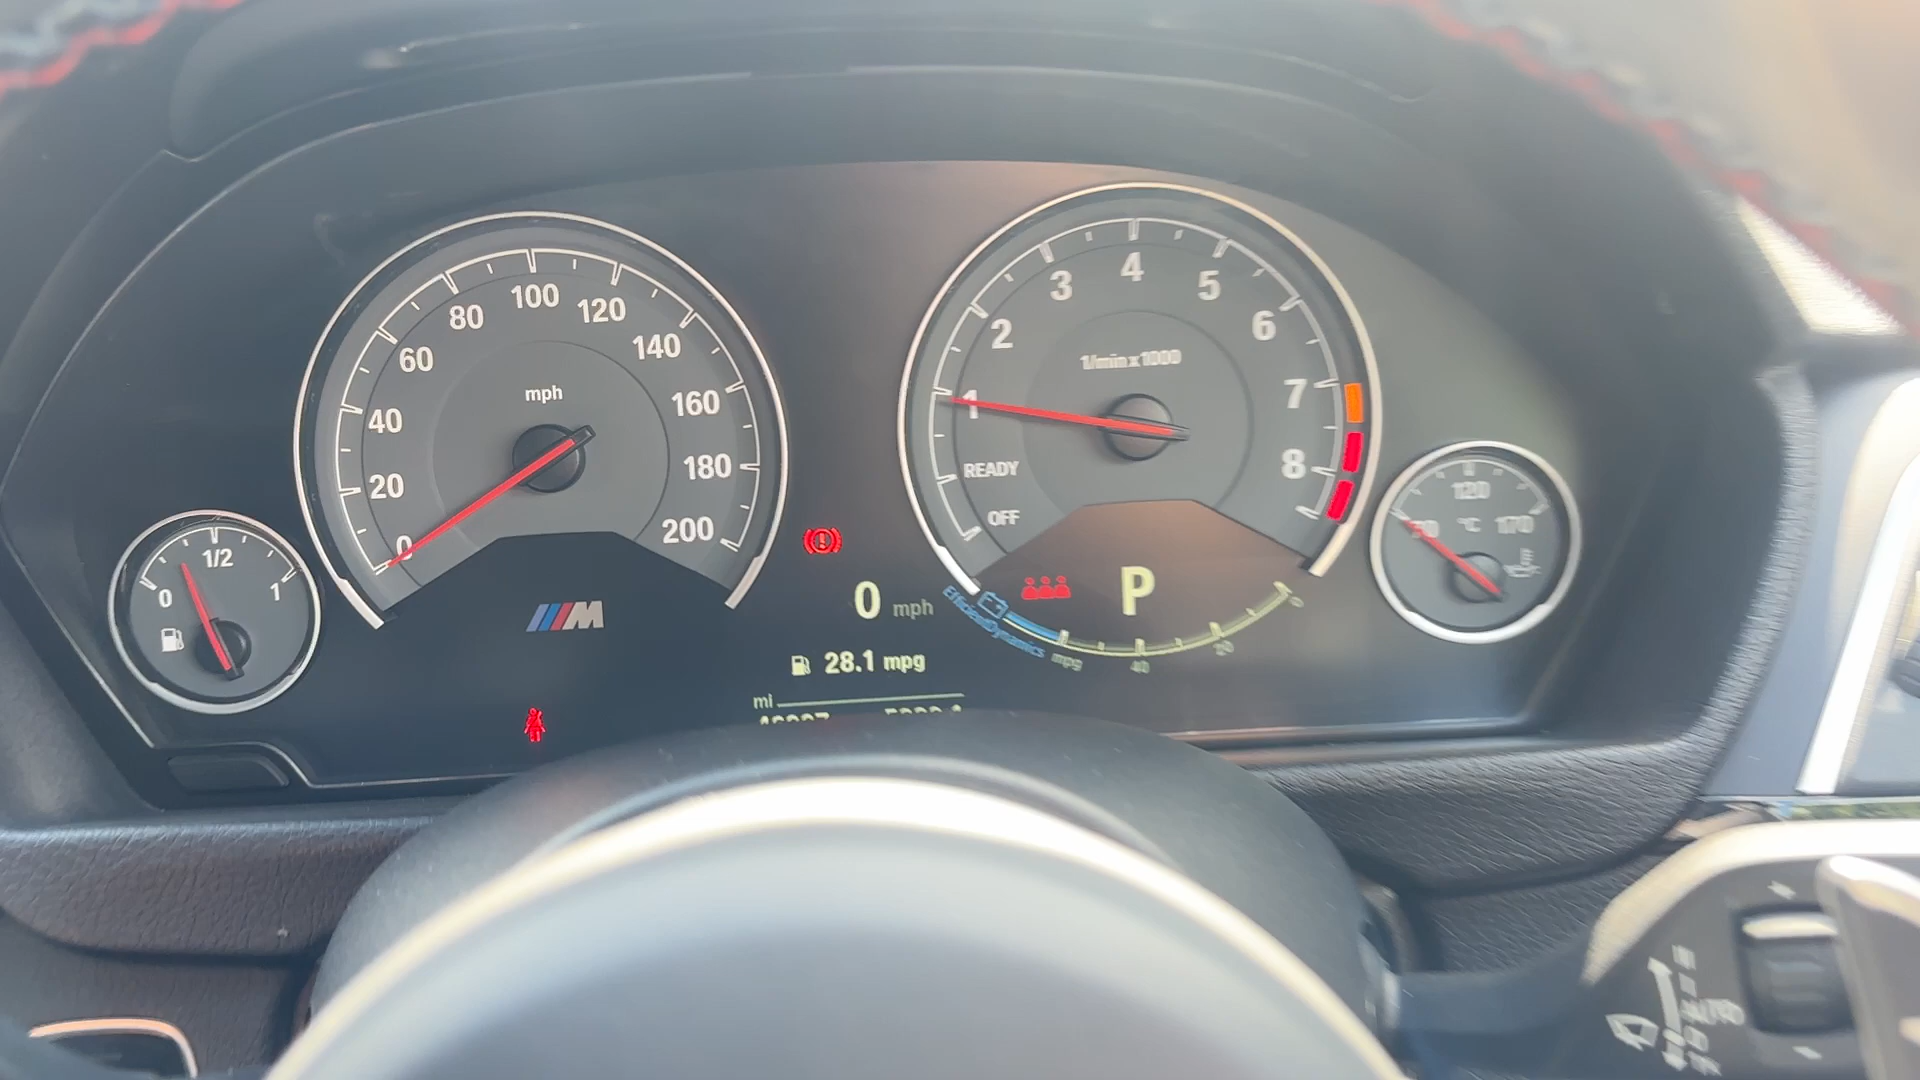 0
20
40
60
80
100
120
140
160
180
200
mph
0
1/2
1
M
0 mph
28.1 mpg
mi
OFF
READY
1
2
3
4
5
6
7
8
1/min x 1000
P
EfficientDynamics
mpg
40
120
°C
170
AUTO